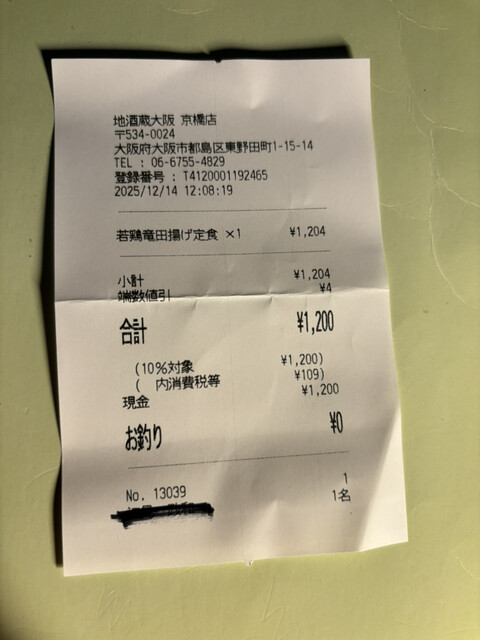 地酒蔵大阪 京橋店
〒534-0024
大阪府大阪市都島区東野田町1-15-14
TEL : 06-6755-4829
登録番号 : T4120001192465
2025/12/14 12:08:19
若鶏竜田揚げ定食 ×1 ¥1,204
小計 ¥1,204
端数値引 ¥4
合計 ¥1,200
(10%対象 ¥1,200)
( 内消費税等 ¥109)
現金 ¥1,200
お釣り ¥0
1
No. 13039 1名